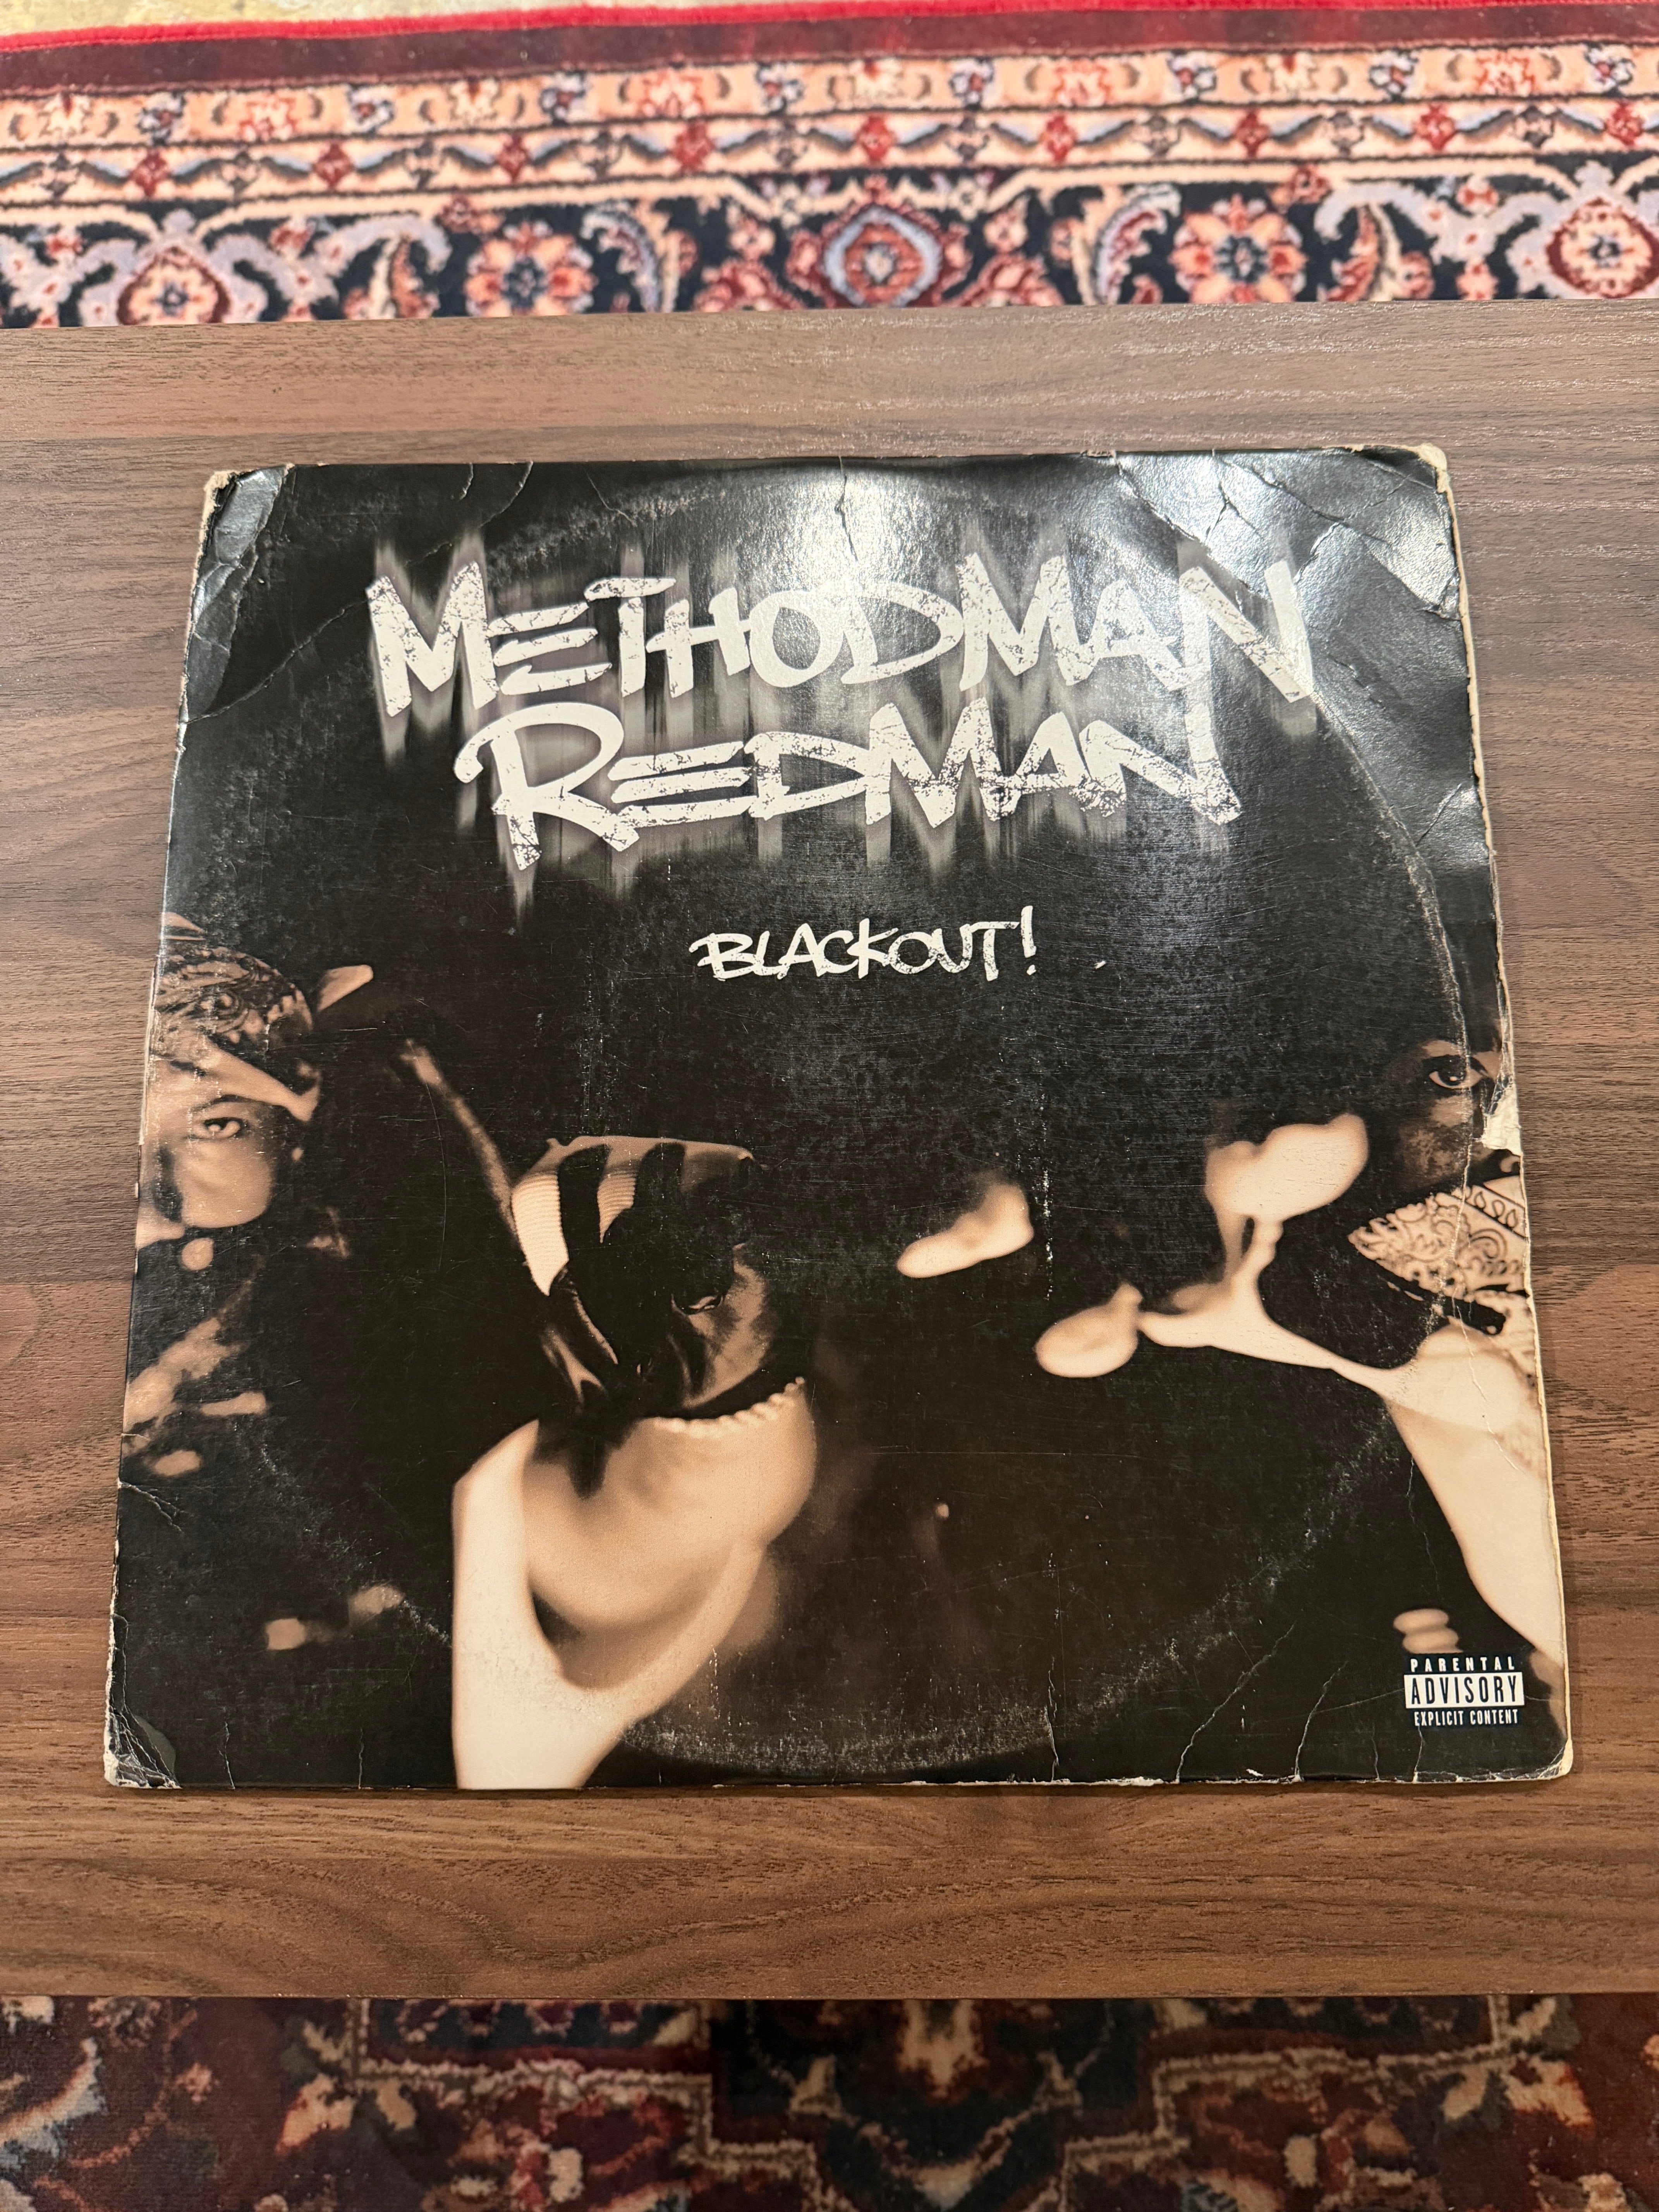 METHODMAN
REDMAN
BLACKOUT!
PARENTAL
ADVISORY
EXPLICIT CONTENT